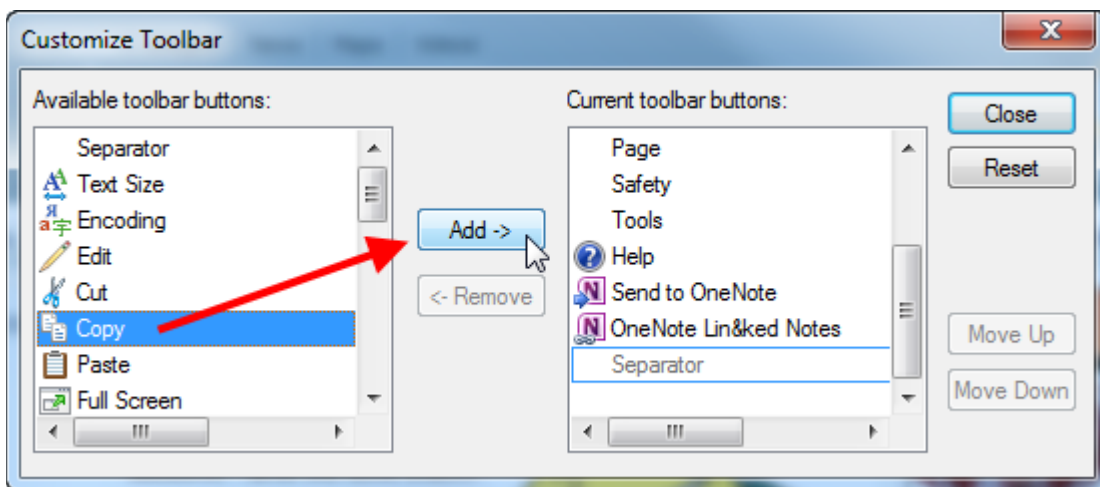 Customize Toolbar
x
Available toolbar buttons:
Separator
Text Size
Encoding
Edit
Cut
Copy
Paste
Full Screen
Add ->
<- Remove
Current toolbar buttons:
Page
Safety
Tools
Help
Send to OneNote
OneNote Lin&ked Notes
Separator
Close
Reset
Move Up
Move Down